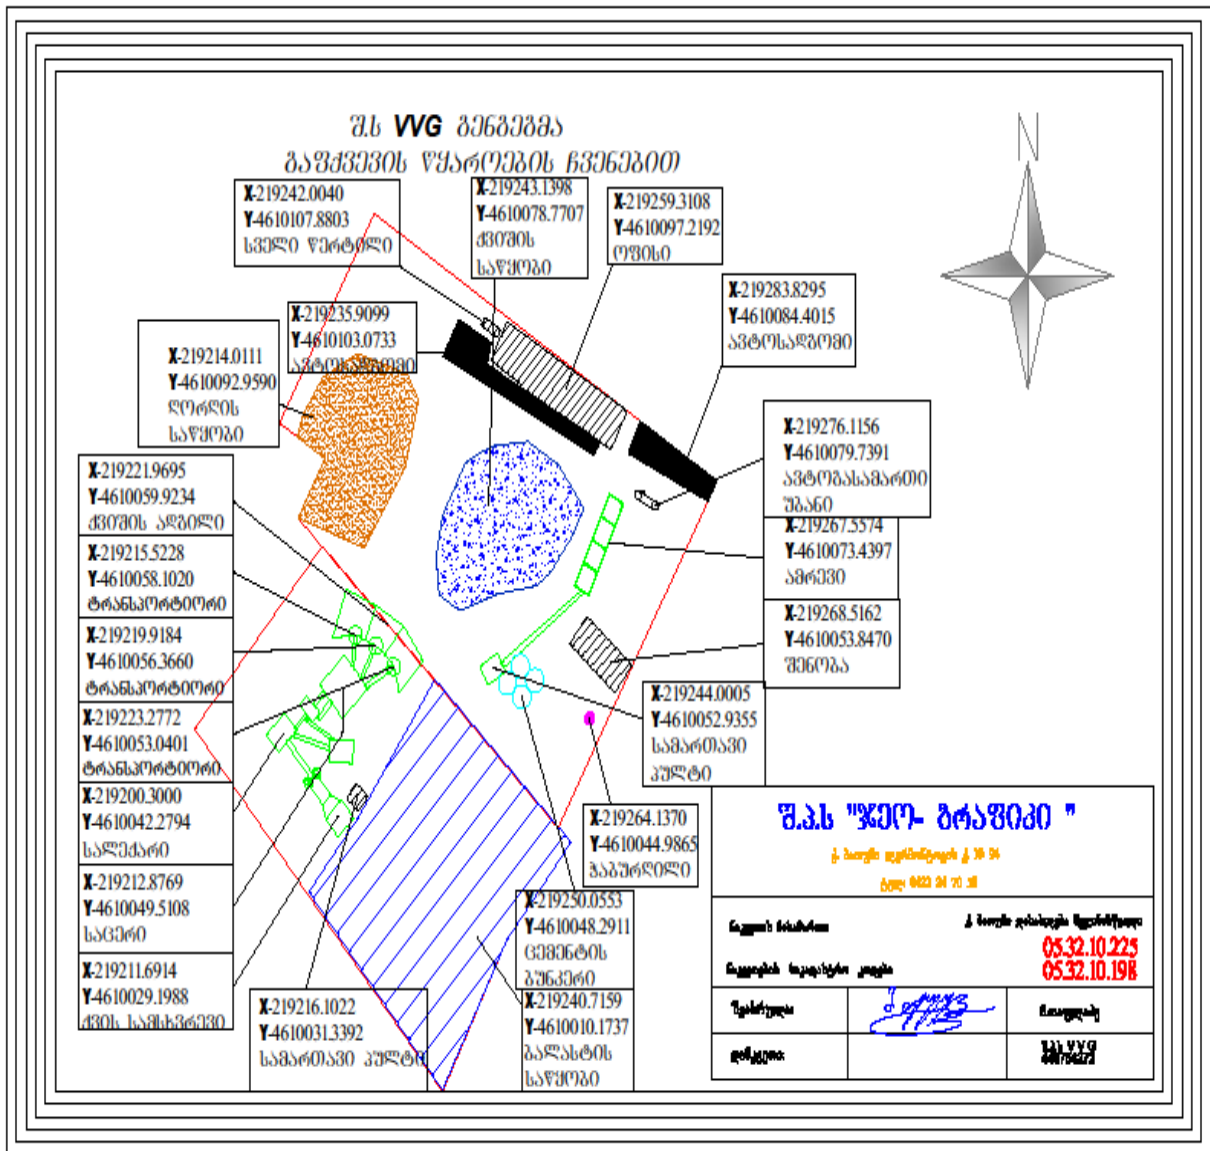 შ.ს VVG გენგეგმა
გაფქვევის წყაროების ჩვენებით
X-219242.0040
Y-4610107.8803
სველი წერტილი
X-219243.1398
Y-4610078.7707
ქვიშის
საწყობი
X-219259.3108
Y-4610097.2192
ოფისი
X-219283.8295
Y-4610084.4015
ავტოსადგომი
X-219235.9099
Y-4610103.0733
ავტოსადგომი
X-219214.0111
Y-4610092.9590
ღორღის
საწყობი
X-219276.1156
Y-4610079.7391
ავტოგასამართი
უბანი
X-219221.9695
Y-4610059.9234
ქვიშის ადგილი
X-219267.5574
Y-4610073.4397
ამრევი
X-219215.5228
Y-4610058.1020
ტრანსპორტიორი
X-219268.5162
Y-4610053.8470
შენობა
X-219219.9184
Y-4610056.3660
ტრანსპორტიორი
X-219244.0005
Y-4610052.9355
სამართავი
პულტი
X-219223.2772
Y-4610053.0401
ტრანსპორტიორი
X-219200.3000
Y-4610042.2794
სალექარი
X-219264.1370
Y-4610044.9865
ჭაბურღილი
X-219212.8769
Y-4610049.5108
საცერი
X-219250.0553
Y-4610048.2911
ცემენტის
ბუნკერი
X-219211.6914
Y-4610029.1988
ქვის სამსხვრევი
X-219216.1022
Y-4610031.3392
სამართავი პულტი
X-219240.7159
Y-4610010.1737
ბალასტის
საწყობი
N
შ.პ.ს "ჯეო- გრაფიკი "
05.32.10.225
05.32.10.198
შ.პ.ს V V G